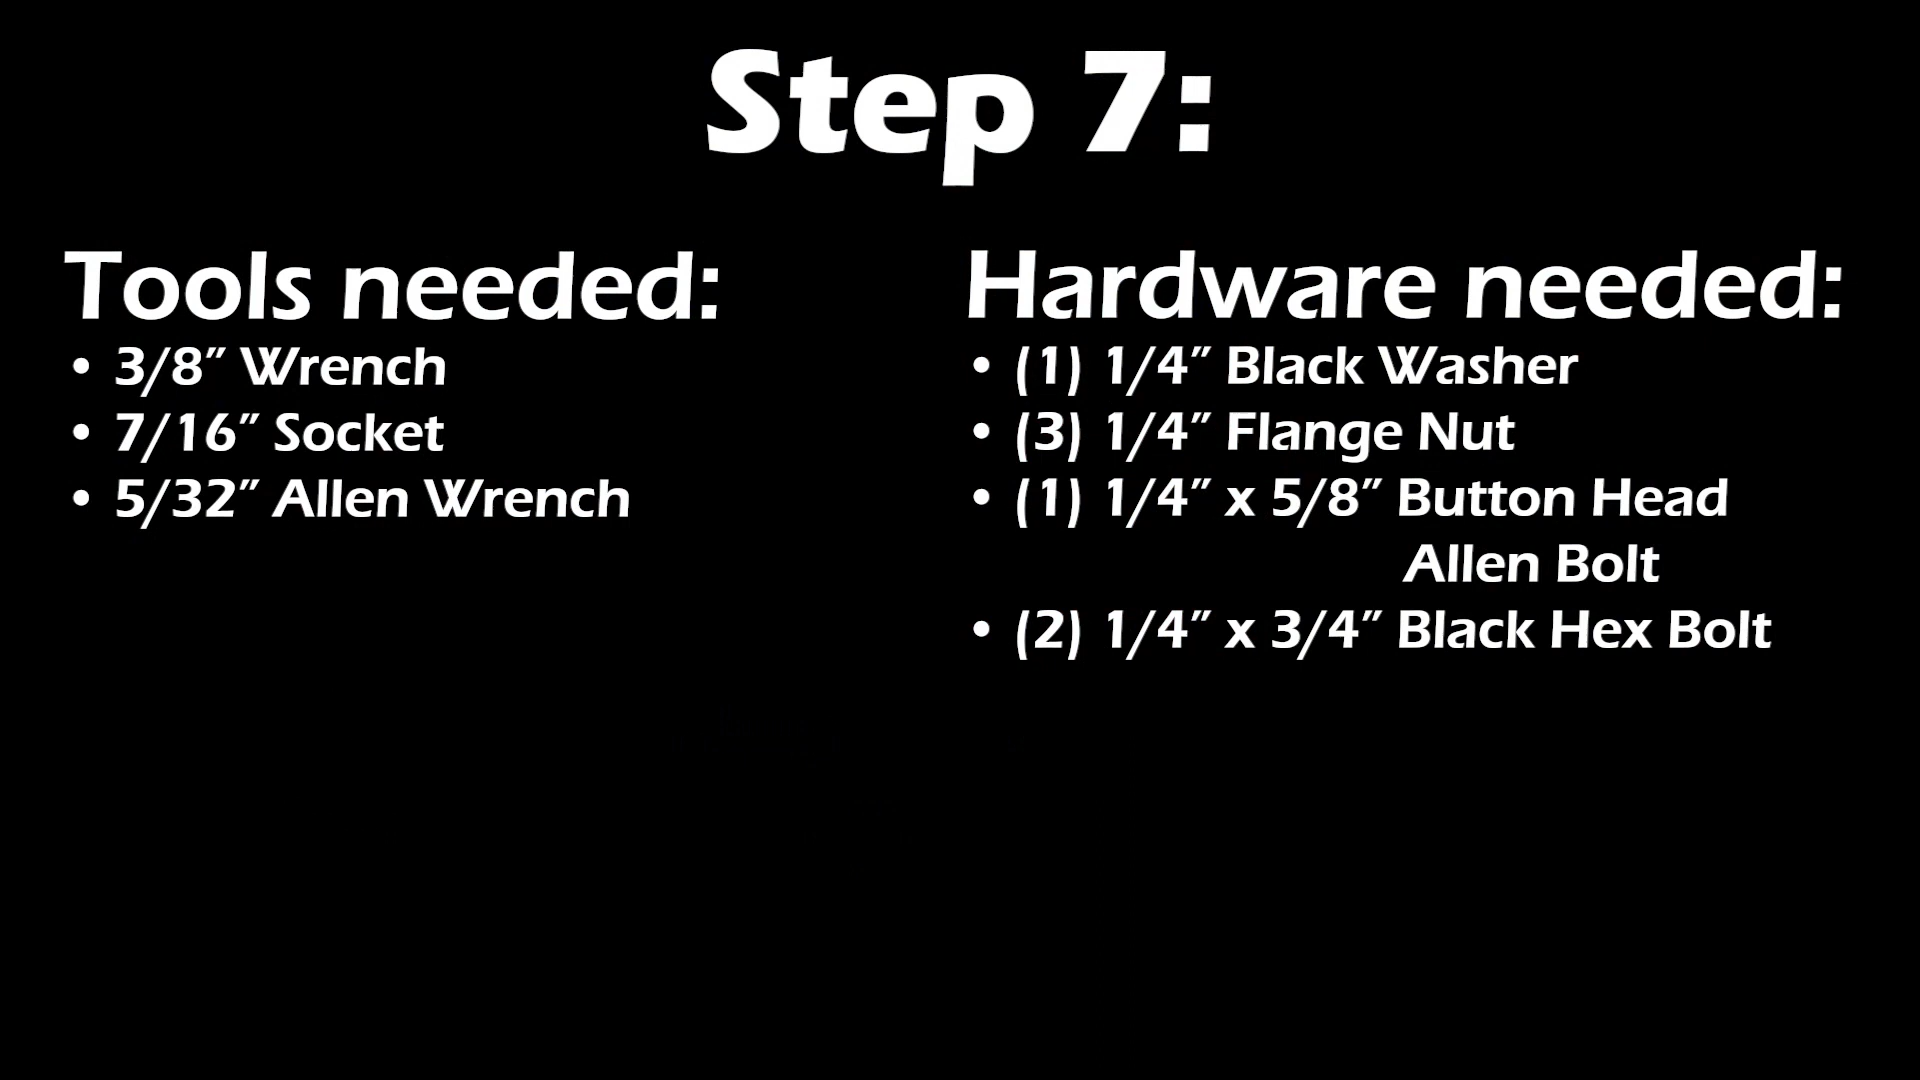 Step 7:
Tools needed:
• 3/8” Wrench
• 7/16” Socket
• 5/32” Allen Wrench
Hardware needed:
• (1) 1/4” Black Washer
• (3) 1/4” Flange Nut
• (1) 1/4” x 5/8” Button Head
Allen Bolt
• (2) 1/4” x 3/4” Black Hex Bolt